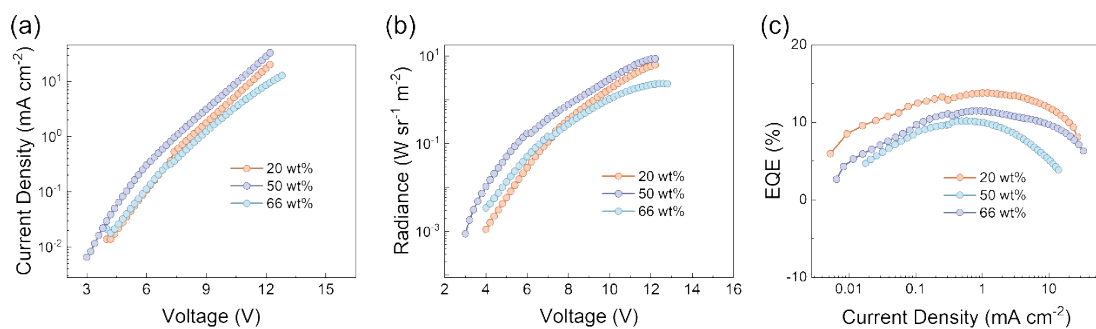 (a)
Current Density (mA cm⁻²)
10¹
10⁰
10⁻¹
10⁻²
20 wt%
50 wt%
66 wt%
3 6 9 12 15
Voltage (V)
(b)
Radiance (W sr⁻¹ m⁻²)
10¹
10⁻¹
10⁻³
20 wt%
50 wt%
66 wt%
2 4 6 8 10 12 14 16
Voltage (V)
(c)
EQE (%)
20
10
0
-10
20 wt%
50 wt%
66 wt%
0.01 0.1 1 10
Current Density (mA cm⁻²)